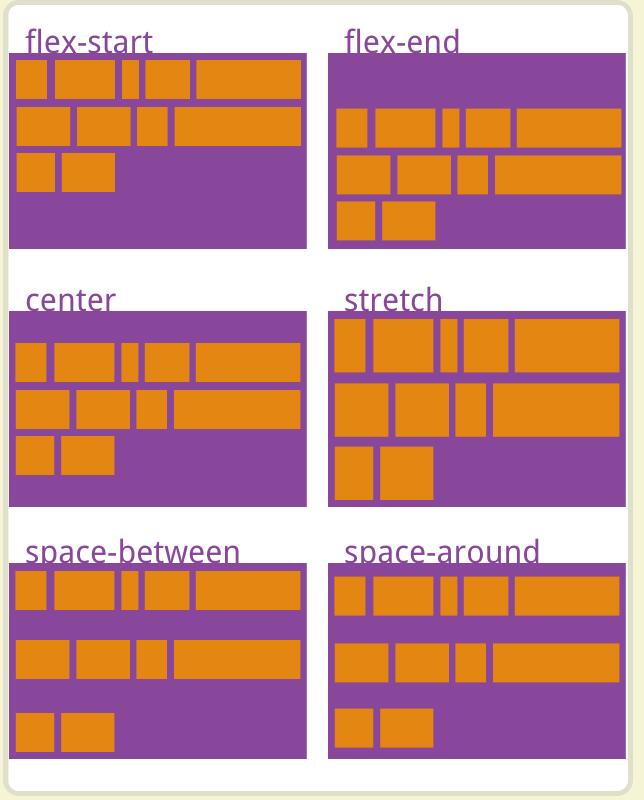 flex-start
flex-end
center
stretch
space-between
space-around